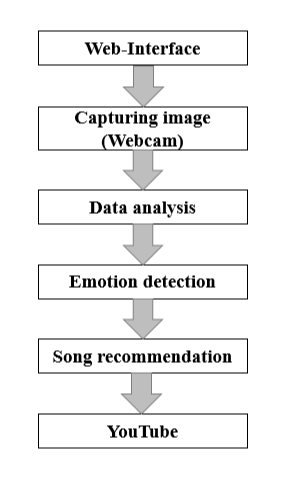 Web-Interface
Capturing image
(Webcam)
Data analysis
Emotion detection
Song recommendation
YouTube